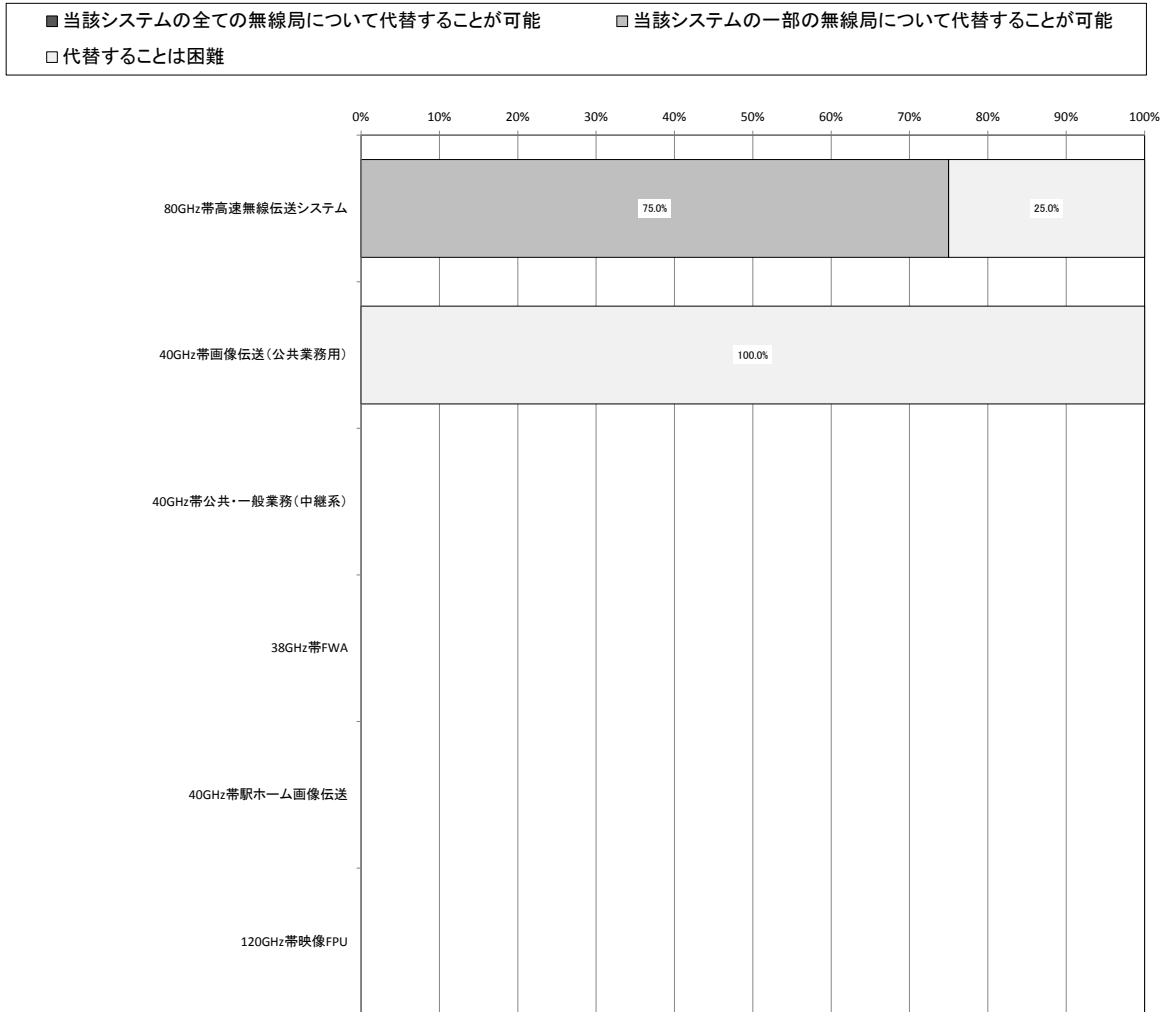 ■当該システムの全ての無線局について代替することが可能 □当該システムの一部の無線局について代替することが可能
□代替することは困難
0% 10% 20% 30% 40% 50% 60% 70% 80% 90% 100%
80GHz帯高速無線伝送システム 75.0% 25.0%
40GHz帯画像伝送（公共業務用） 100.0%
40GHz帯公共・一般業務（中継系）
38GHz帯FWA
40GHz帯駅ホーム画像伝送
120GHz帯映像FPU